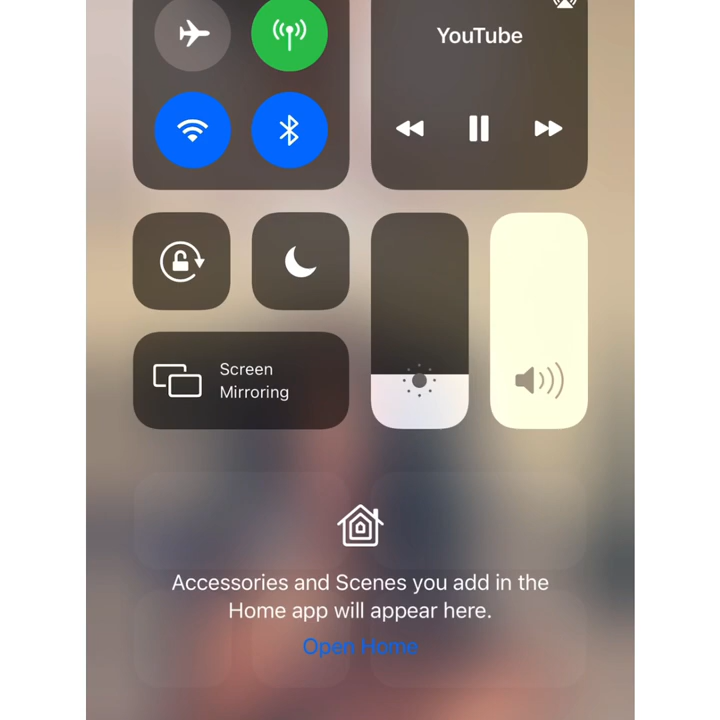 YouTube
Screen
Mirroring
Accessories and Scenes you add in the
Home app will appear here.
Open Home